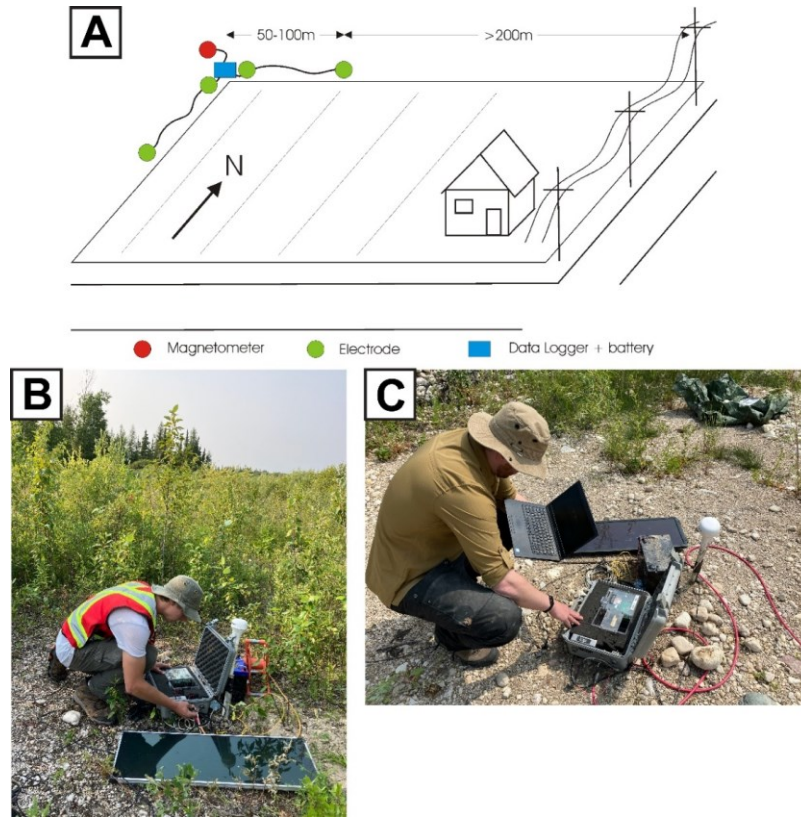 A
50-100m
>200m
N
Magnetometer
Electrode
Data Logger + battery
B
C